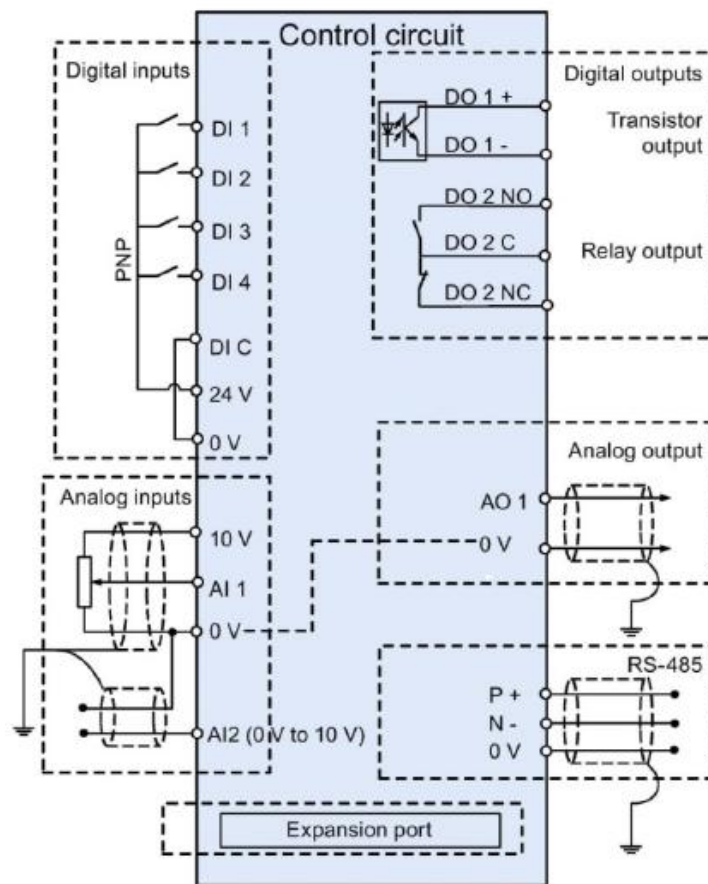 Control circuit
Digital inputs
DI 1
DI 2
DI 3
DI 4
PNP
DI C
24 V
0 V
Analog inputs
10 V
AI 1
0 V
AI2 (0 V to 10 V)
Digital outputs
DO 1 +
Transistor
output
DO 1 -
DO 2 NO
DO 2 C
Relay output
DO 2 NC
Analog output
AO 1
0 V
RS-485
P +
N -
0 V
Expansion port